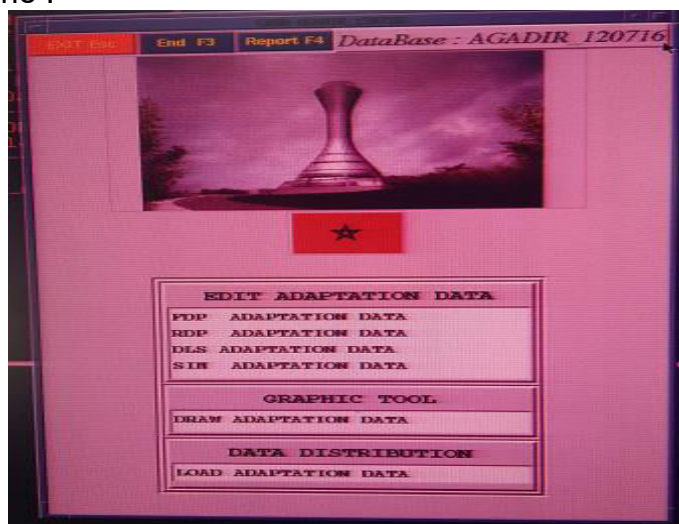 EXIT Esc End F3 Report F4 DataBase : AGADIR_120716
EDIT ADAPTATION DATA
FDP ADAPTATION DATA
RDP ADAPTATION DATA
DLS ADAPTATION DATA
SIM ADAPTATION DATA
GRAPHIC TOOL
DRAW ADAPTATION DATA
DATA DISTRIBUTION
LOAD ADAPTATION DATA